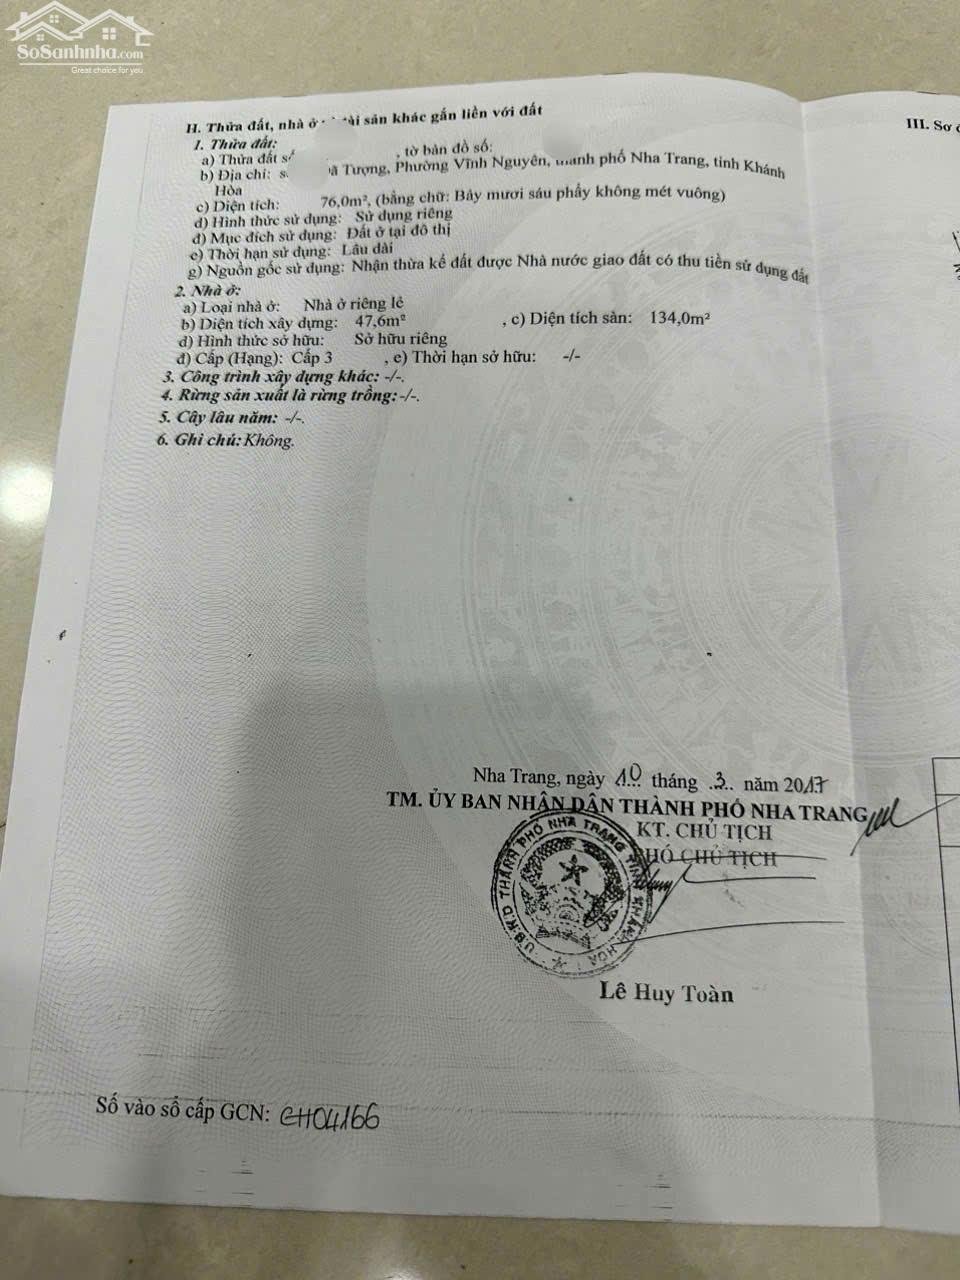 SoSanhnha.com
Great choice for you
II. Thửa đất, nhà ở tài sản khác gắn liền với đất
III. Sơ
1. Thửa đất:
a) Thửa đất số , tờ bản đồ số:
b) Địa chỉ: Tượng, Phường Vĩnh Nguyên, thành phố Nha Trang, tỉnh Khánh
Hòa
c) Diện tích: 76,0m², (bằng chữ: Bảy mươi sáu phẩy không mét vuông)
d) Hình thức sử dụng: Sử dụng riêng
đ) Mục đích sử dụng: Đất ở tại đô thị
e) Thời hạn sử dụng: Lâu dài
g) Nguồn gốc sử dụng: Nhận thừa kế đất được Nhà nước giao đất có thu tiền sử dụng đất
2. Nhà ở:
a) Loại nhà ở: Nhà ở riêng lẻ
b) Diện tích xây dựng: 47,6m² , c) Diện tích sàn: 134,0m²
d) Hình thức sở hữu: Sở hữu riêng
đ) Cấp (Hạng): Cấp 3 , e) Thời hạn sở hữu: -/-
3. Công trình xây dựng khác: -/-.
4. Rừng sản xuất là rừng trồng: -/-.
5. Cây lâu năm: -/-.
6. Ghi chú: Không.
Nha Trang, ngày 10 tháng 3 năm 2017
TM. ỦY BAN NHÂN DÂN THÀNH PHỐ NHA TRANG
KT. CHỦ TỊCH
PHÓ CHỦ TỊCH
U.B.N.D THÀNH PHỐ NHA TRANG TỈNH KHÁNH HÒA
Lê Huy Toàn
Số vào sổ cấp GCN: CH04166